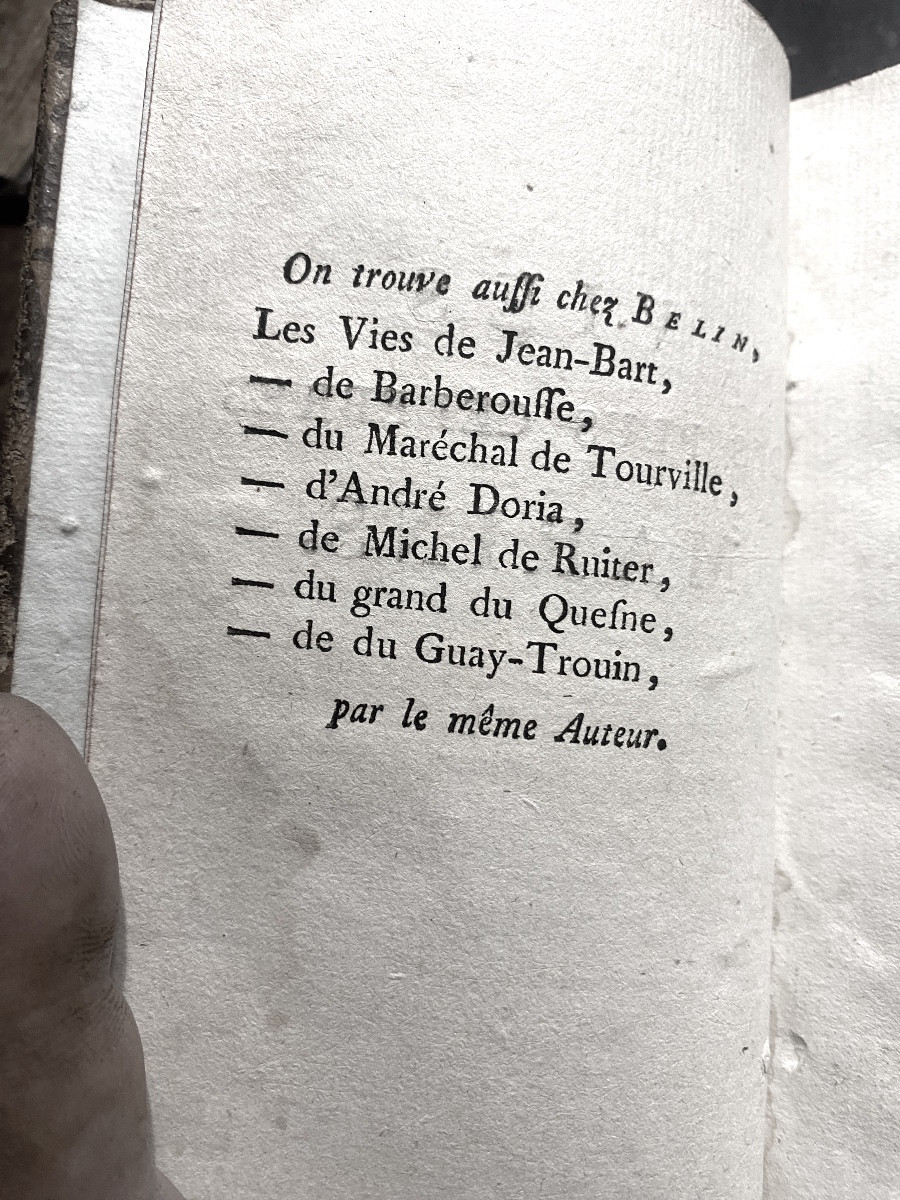 On trouve auſſi chez BELIN,
Les Vies de Jean-Bart,
— de Barberouſſe,
— du Maréchal de Tourville,
— d'André Doria,
— de Michel de Ruiter,
— du grand du Queſne,
— de du Guay-Trouin,
par le même Auteur.